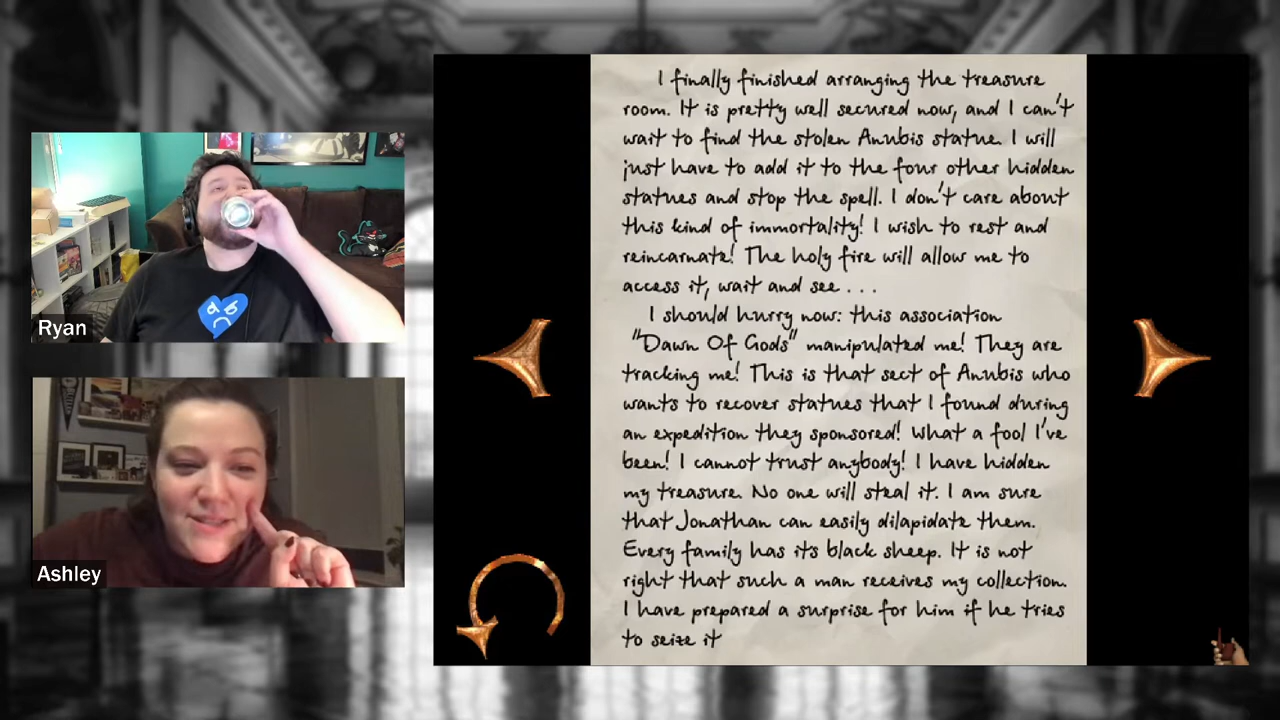 I finally finished arranging the treasure
room. It is pretty well secured now, and I can't
wait to find the stolen Anubis statue. I will
just have to add it to the four other hidden
statues and stop the spell. I don't care about
this kind of immortality! I wish to rest and
reincarnate! The holy fire will allow me to
access it, wait and see . . .
I should hurry now: this association
"Dawn Of Gods" manipulated me! They are
tracking me! This is that sect of Anubis who
wants to recover statues that I found during
an expedition they sponsored! What a fool I've
been! I cannot trust anybody! I have hidden
my treasure. No one will steal it. I am sure
that Jonathan can easily dilapidate them.
Every family has its black sheep. It is not
right that such a man receives my collection.
I have prepared a surprise for him if he tries
to seize it
Ryan
Ashley